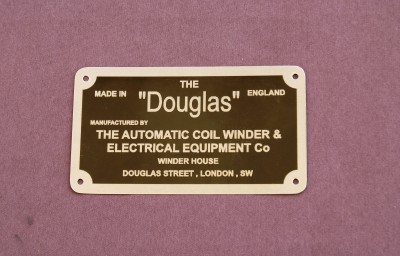 THE
MADE IN "Douglas" ENGLAND
MANUFACTURED BY
THE AUTOMATIC COIL WINDER &
ELECTRICAL EQUIPMENT Co
WINDER HOUSE
DOUGLAS STREET , LONDON , SW